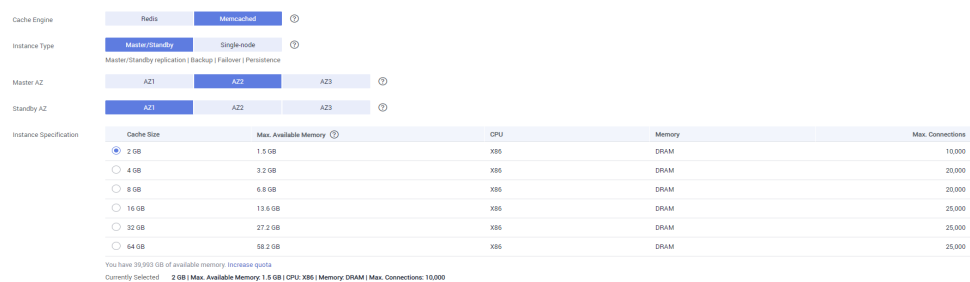 Cache Engine Redis Memcached ?
Instance Type Master/Standby Single-node ?
Master/Standby replication | Backup | Failover | Persistence
Master AZ AZ1 AZ2 AZ3 ?
Standby AZ AZ1 AZ2 AZ3 ?
Instance Specification Cache Size Max. Available Memory ? CPU Memory Max. Connections
2 GB 1.5 GB X86 DRAM 10,000
4 GB 3.2 GB X86 DRAM 20,000
8 GB 6.8 GB X86 DRAM 20,000
16 GB 13.6 GB X86 DRAM 25,000
32 GB 27.2 GB X86 DRAM 25,000
64 GB 58.2 GB X86 DRAM 25,000
You have 39,993 GB of available memory. Increase quota
Currently Selected 2 GB | Max. Available Memory: 1.5 GB | CPU: X86 | Memory: DRAM | Max. Connections: 10,000